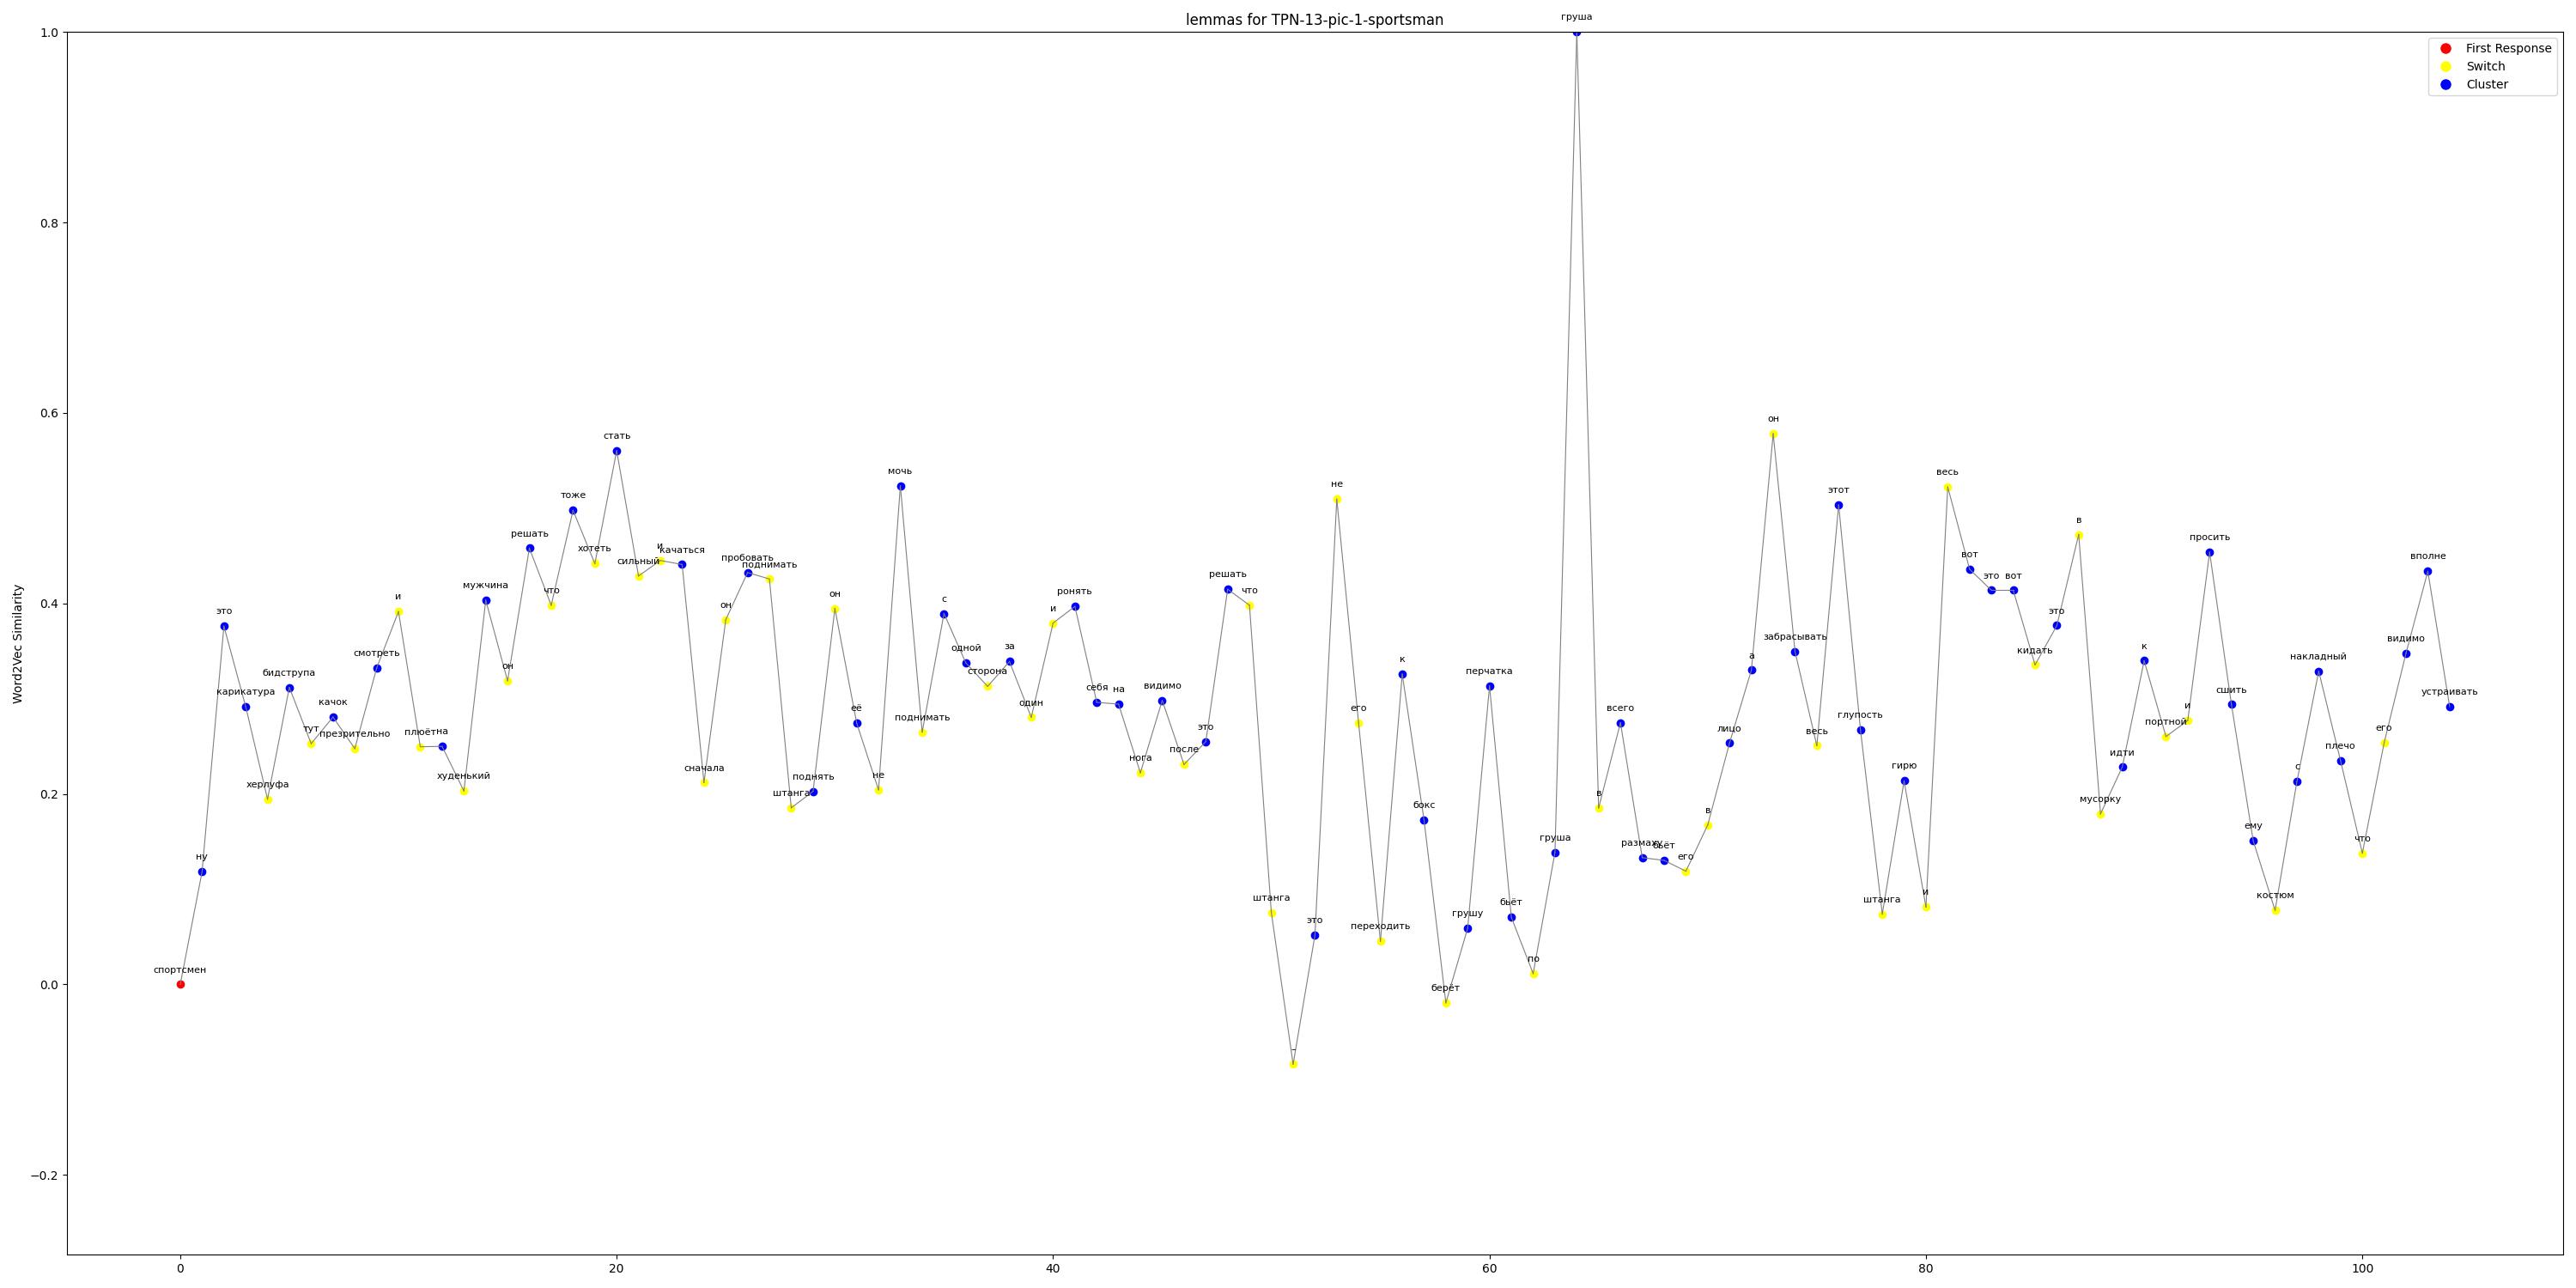 lemmas for TPN-13-pic-1-sportsman
First Response
Switch
Cluster
Word2Vec Similarity
1.0
0.8
0.6
0.4
0.2
0.0
−0.2
0
20
40
60
80
100
спортсмен
ну
это
карикатура
херлуфа
бидструпа
тут
качок
презрительно
смотреть
и
плюёт
на
худенький
мужчина
он
решать
что
тоже
хотеть
стать
сильный
и
качаться
сначала
он
пробовать
поднимать
штанга
поднять
он
её
не
мочь
поднимать
с
одной
сторона
за
один
и
ронять
себя
на
нога
видимо
после
это
решать
что
штанга
–
это
не
его
переходить
к
бокс
берёт
грушу
перчатка
бьёт
по
груша
груша
в
всего
размаху
бьёт
его
в
лицо
а
он
забрасывать
весь
этот
глупость
штанга
гирю
и
весь
вот
это
вот
кидать
это
в
мусорку
идти
к
портной
и
просить
сшить
ему
костюм
с
накладный
плечо
что
его
видимо
вполне
устраивать